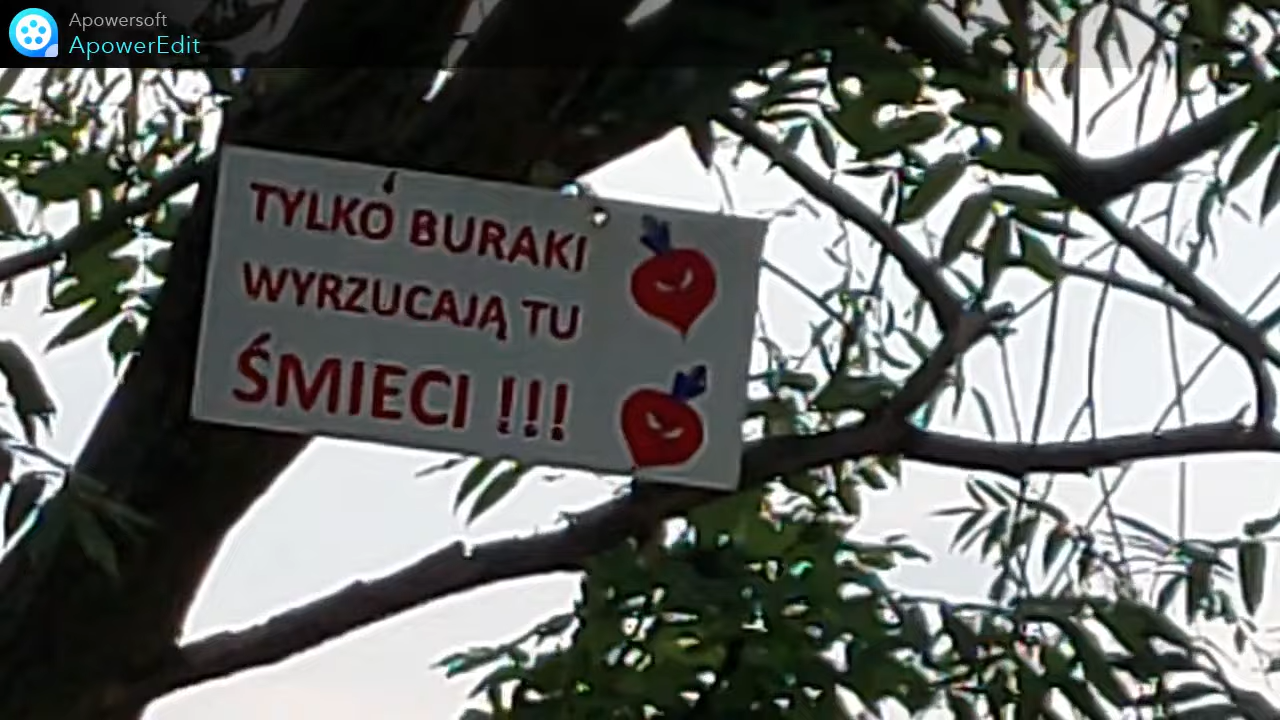 Apowersoft
ApowerEdit
TYLKO BURAKI
WYRZUCAJĄ TU
ŚMIECI !!!